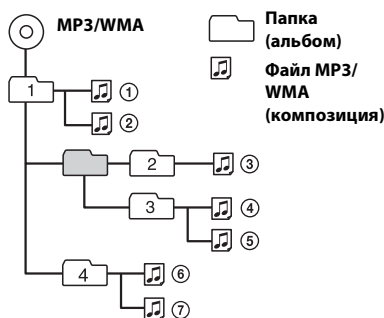 MP3/WMA
Папка
(альбом)
Файл MP3/
WMA
(композиция)
1
①
②
2
③
3
④
⑤
4
⑥
⑦